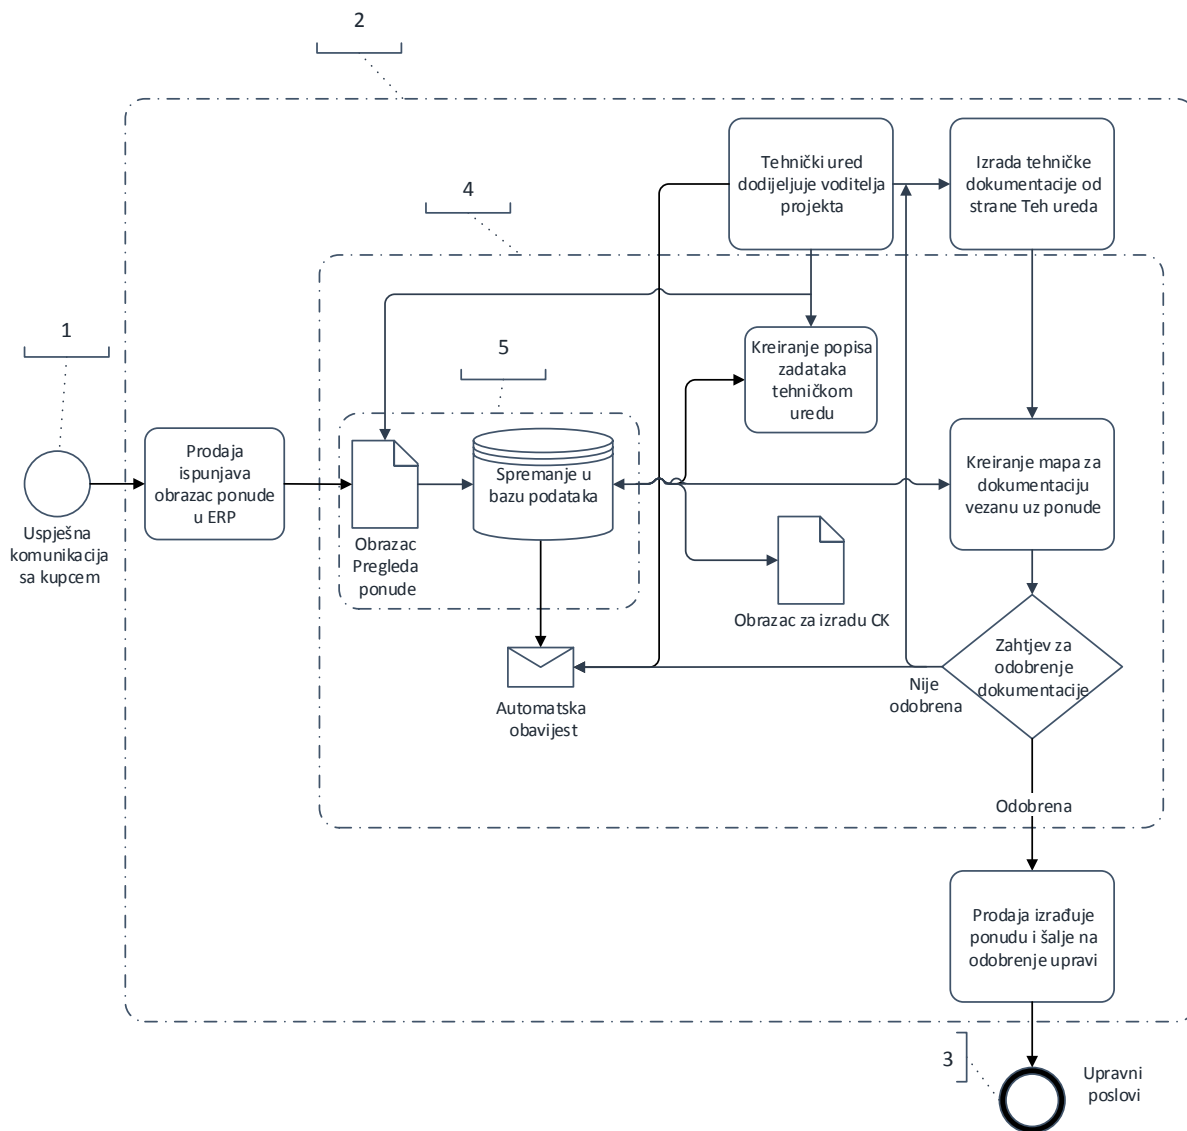 2
Tehnički ured
dodijeljuje voditelja
projekta
Izrada tehničke
dokumentacije od
strane Teh ureda
4
1
5
Kreiranje popisa
zadataka
tehničkom
uredu
Prodaja
ispunjava
obrazac ponude
u ERP
Spremanje u
bazu podataka
Kreiranje mapa za
dokumentaciju
vezanu uz ponude
Uspješna
komunikacija
sa kupcem
Obrazac
Pregleda
ponude
Obrazac za izradu CK
Zahtjev za
odobrenje
dokumentacije
Nije
odobrena
Automatska
obavijest
Odobrena
Prodaja izrađuje
ponudu i šalje na
odobrenje upravi
3
Upravni
poslovi